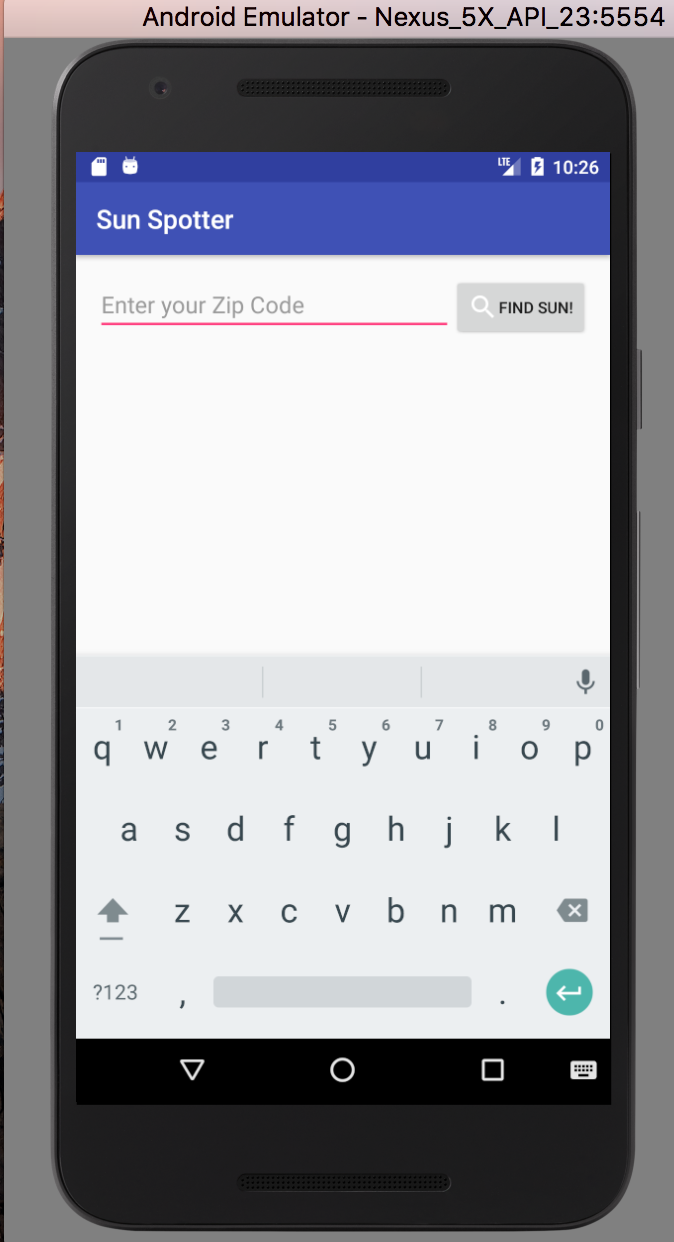 Android Emulator - Nexus_5X_API_23:5554
LTE 10:26
Sun Spotter
Enter your Zip Code
FIND SUN!
1 2 3 4 5 6 7 8 9 0
q w e r t y u i o p
a s d f g h j k l
z x c v b n m
?123 , .